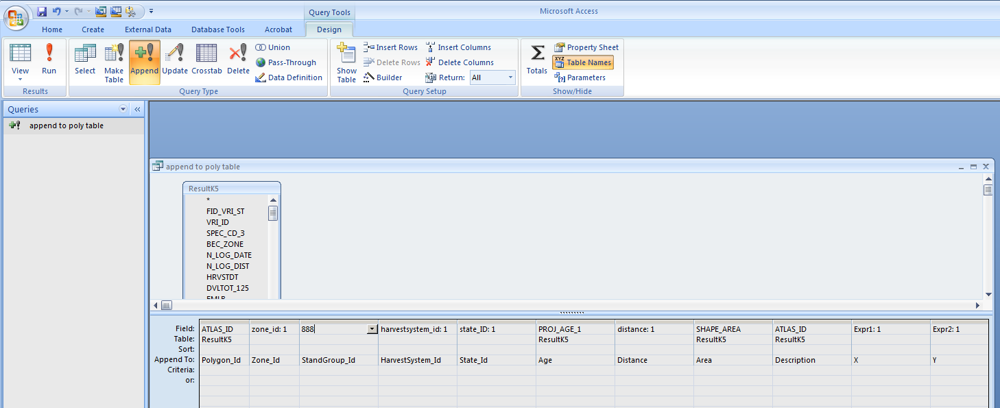 Query Tools
Microsoft Access
Home Create External Data Database Tools Acrobat Design
View Run
Results
Select Make Table Append Update Crosstab Delete
Union
Pass-Through
Data Definition
Query Type
Show Table
Insert Rows
Delete Rows
Builder
Insert Columns
Delete Columns
Return: All
Query Setup
Totals
Property Sheet
XYZ Table Names
Parameters
Show/Hide
Queries «
append to poly table
append to poly table
ResultK5
*
FID_VRI_ST
VRI_ID
SPEC_CD_3
BEC_ZONE
N_LOG_DATE
N_LOG_DIST
HRVSTDT
DVLTOT_125
Field: ATLAS_ID zone_id: 1 888 harvestsystem_id: 1 state_ID: 1 PROJ_AGE_1 distance: 1 SHAPE_AREA ATLAS_ID Expr1: 1 Expr2: 1
Table: ResultK5 ResultK5 ResultK5 ResultK5
Sort:
Append To: Polygon_Id Zone_Id StandGroup_Id HarvestSystem_Id State_Id Age Distance Area Description X Y
Criteria:
or: